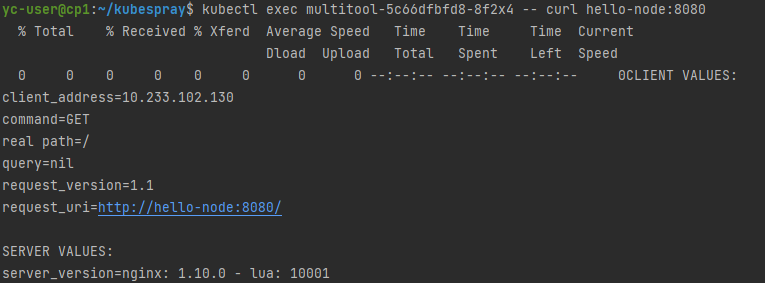 yc-user@cp1:~/kubespray$ kubectl exec multitool-5c66dfbfd8-8f2x4 -- curl hello-node:8080
  % Total    % Received % Xferd  Average Speed   Time    Time     Time  Current
                                 Dload  Upload   Total   Spent    Left  Speed
  0     0    0     0    0     0      0      0 --:--:-- --:--:-- --:--:--     0CLIENT VALUES:
client_address=10.233.102.130
command=GET
real path=/
query=nil
request_version=1.1
request_uri=http://hello-node:8080/

SERVER VALUES:
server_version=nginx: 1.10.0 - lua: 10001